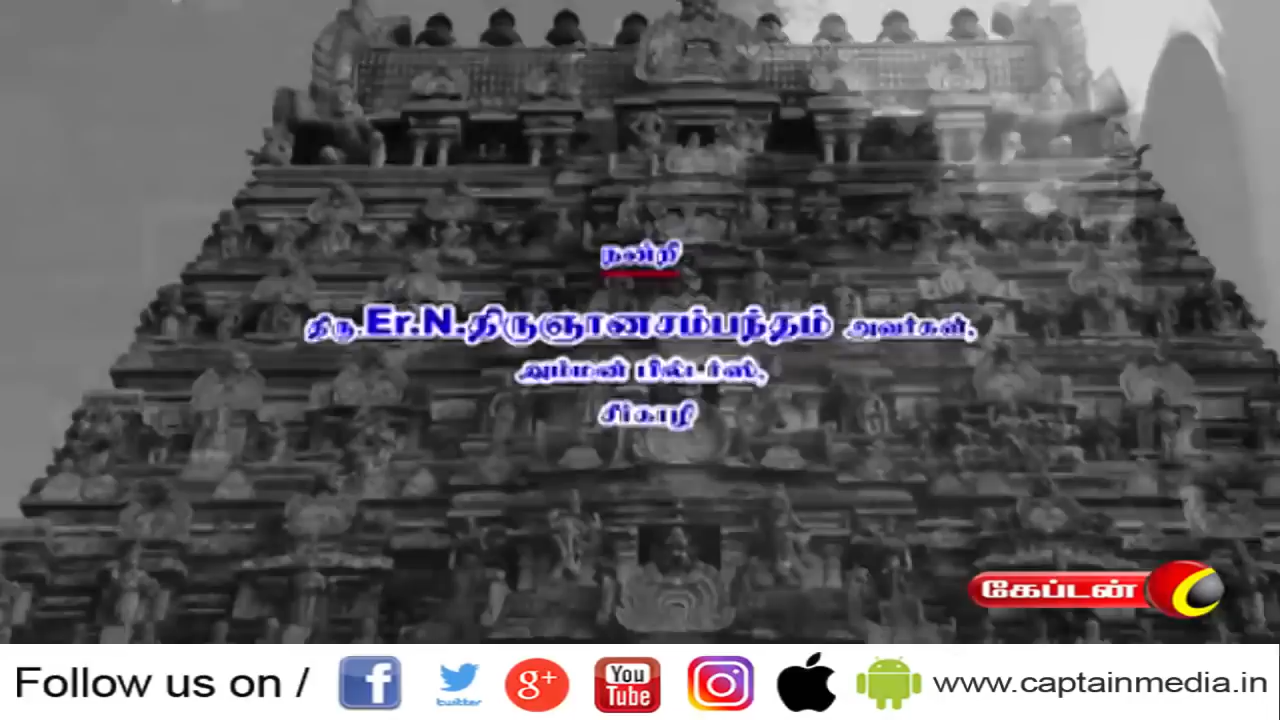 நன்றி
திரு.Er.N.திருஞானசம்பந்தம் அவர்கள்,
அம்மன் பில்டர்ஸ்,
சீர்காழி
கேப்டன்
Follow us on / f twitter g+ You Tube www.captainmedia.in